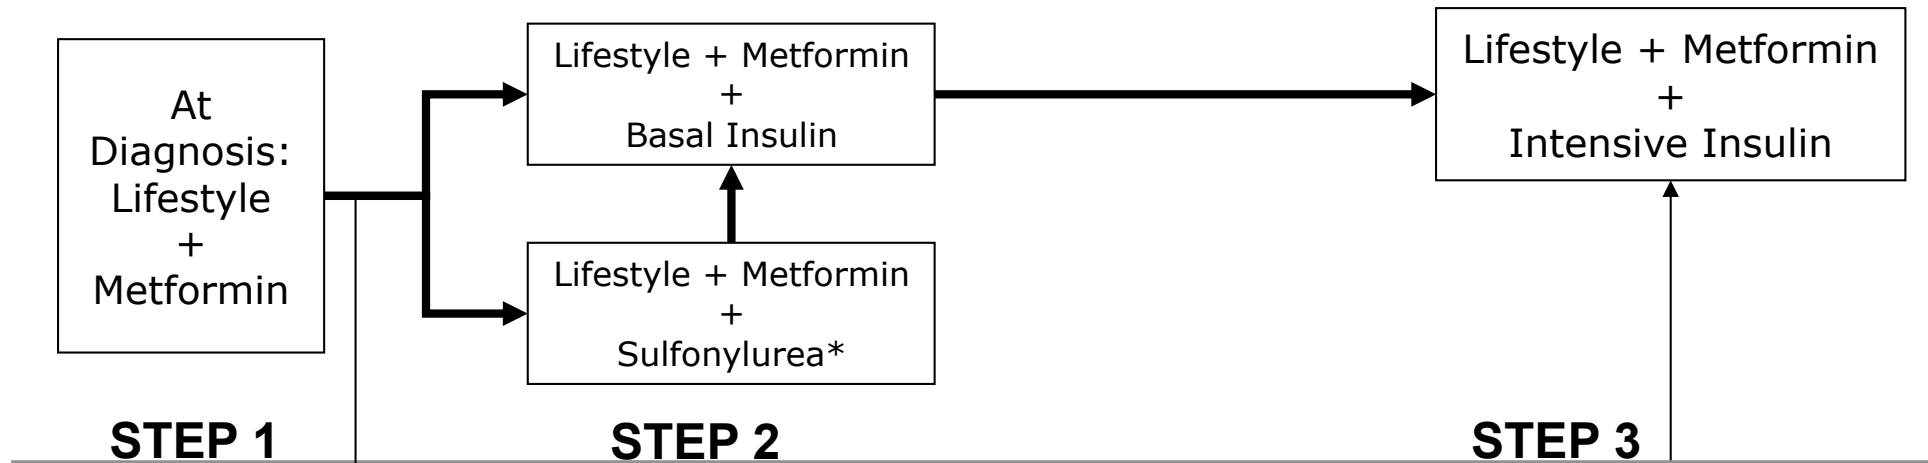 At
Diagnosis:
Lifestyle
+
Metformin
Lifestyle + Metformin
+
Basal Insulin
Lifestyle + Metformin
+
Sulfonylurea*
Lifestyle + Metformin
+
Intensive Insulin
STEP 1
STEP 2
STEP 3